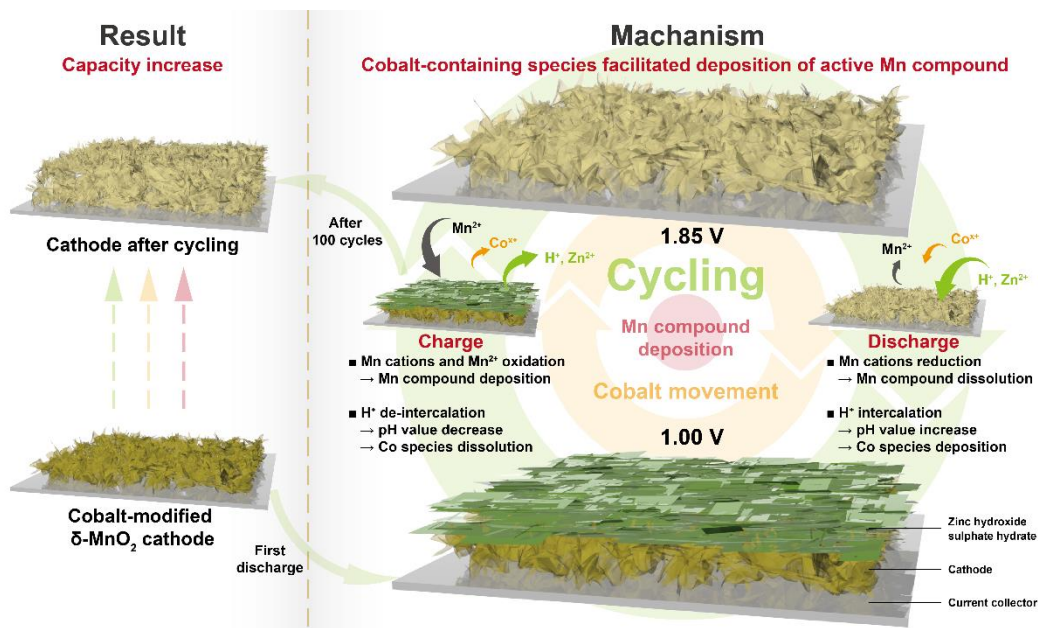 Result
Capacity increase
Cathode after cycling
Cobalt-modified
δ-MnO₂ cathode
After
100 cycles
First
discharge
Machanism
Cobalt-containing species facilitated deposition of active Mn compound
1.85 V
Mn²⁺
Coˣ⁺
H⁺, Zn²⁺
Charge
■ Mn cations and Mn²⁺ oxidation
→ Mn compound deposition
■ H⁺ de-intercalation
→ pH value decrease
→ Co species dissolution
Cycling
Mn compound
deposition
Cobalt movement
1.00 V
Mn²⁺
Coˣ⁺
H⁺, Zn²⁺
Discharge
■ Mn cations reduction
→ Mn compound dissolution
■ H⁺ intercalation
→ pH value increase
→ Co species deposition
Zinc hydroxide
sulphate hydrate
Cathode
Current collector